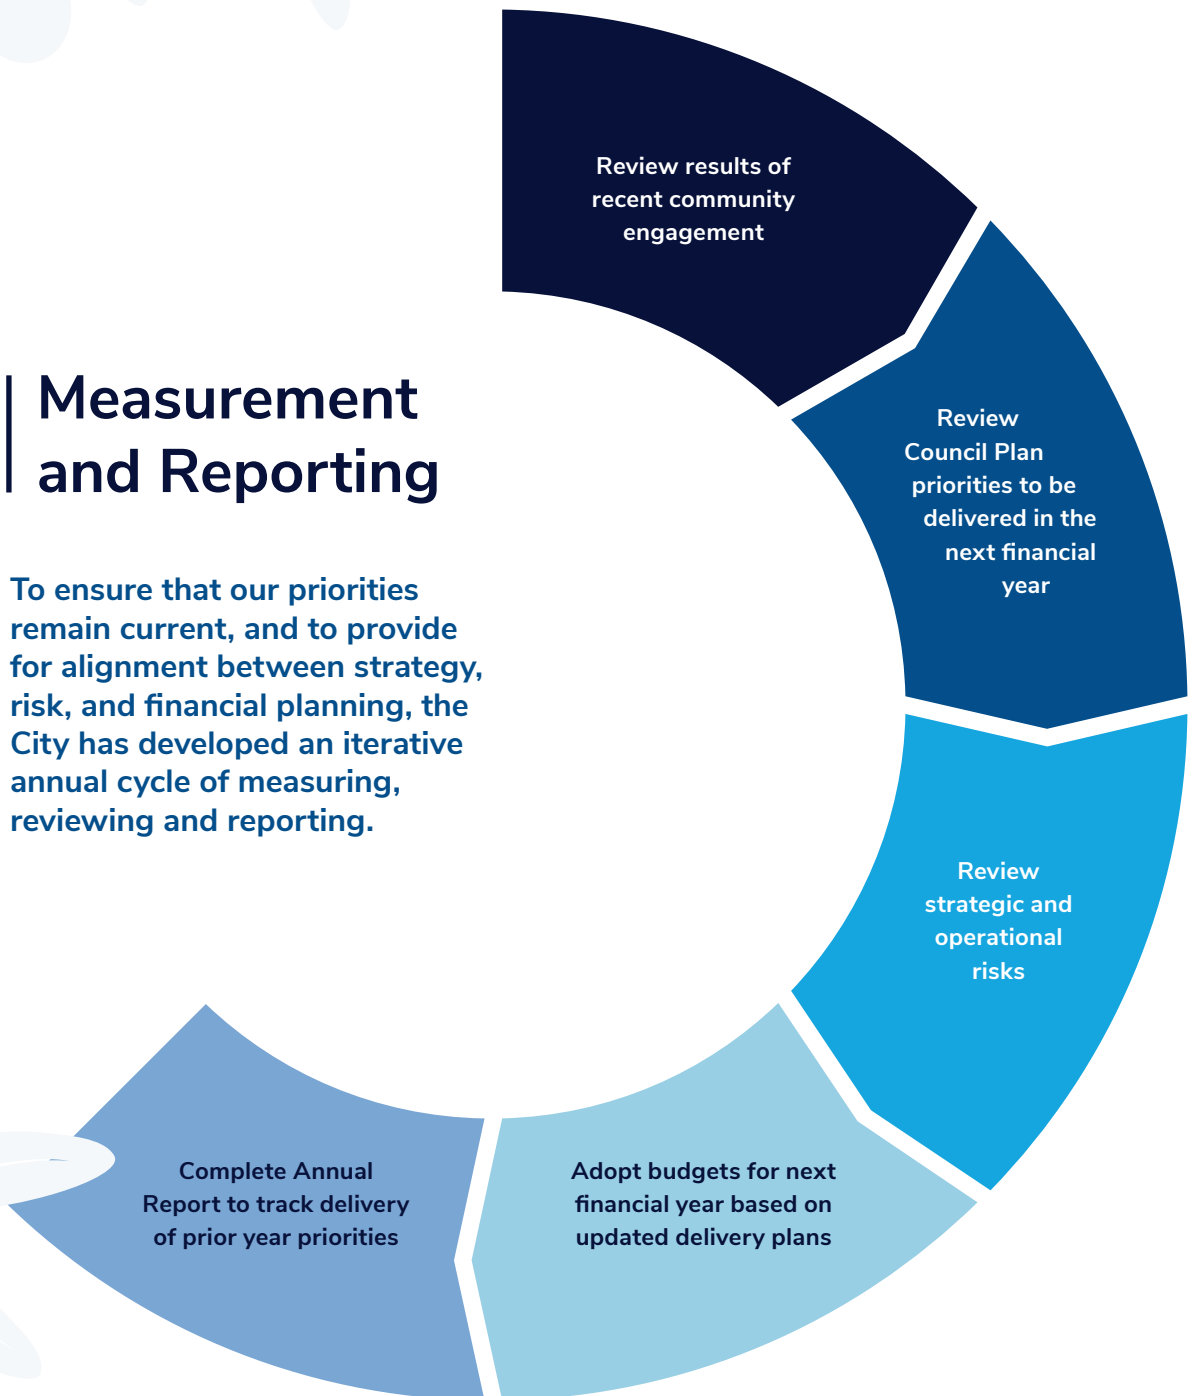 Measurement
and Reporting
To ensure that our priorities
remain current, and to provide
for alignment between strategy,
risk, and financial planning, the
City has developed an iterative
annual cycle of measuring,
reviewing and reporting.
Review results of
recent community
engagement
Review
Council Plan
priorities to be
delivered in the
next financial
year
Review
strategic and
operational
risks
Adopt budgets for next
financial year based on
updated delivery plans
Complete Annual
Report to track delivery
of prior year priorities